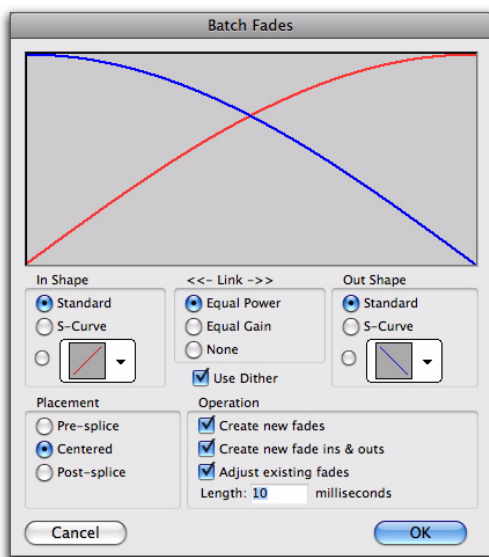 Batch Fades
In Shape
Standard
S-Curve
<<- Link ->>
Equal Power
Equal Gain
None
Use Dither
Out Shape
Standard
S-Curve
Placement
Pre-splice
Centered
Post-splice
Operation
Create new fades
Create new fade ins & outs
Adjust existing fades
Length: 10 milliseconds
Cancel
OK